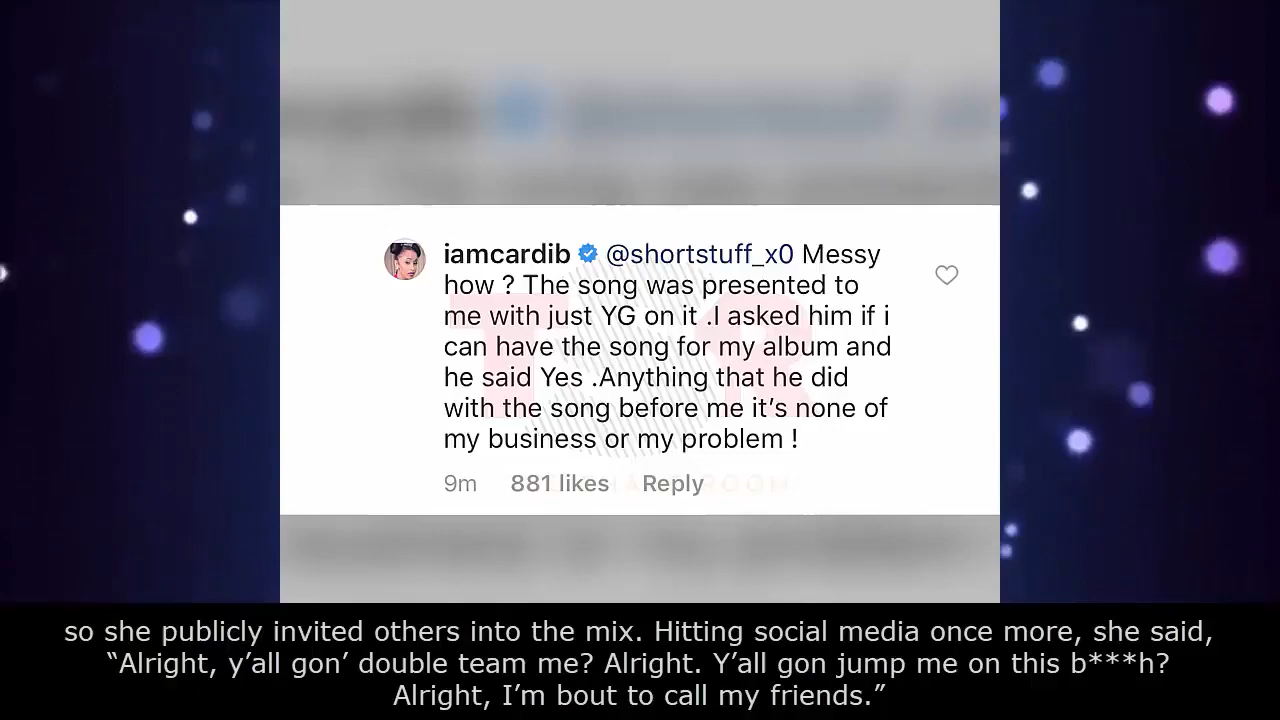 iamcardib @shortstuff_x0 Messy
how ? The song was presented to
me with just YG on it .I asked him if i
can have the song for my album and
he said Yes .Anything that he did
with the song before me it’s none of
my business or my problem !
9m 881 likes Reply
TSR
so she publicly invited others into the mix. Hitting social media once more, she said,
“Alright, y’all gon’ double team me? Alright. Y’all gon jump me on this b***h?
Alright, I’m bout to call my friends.”